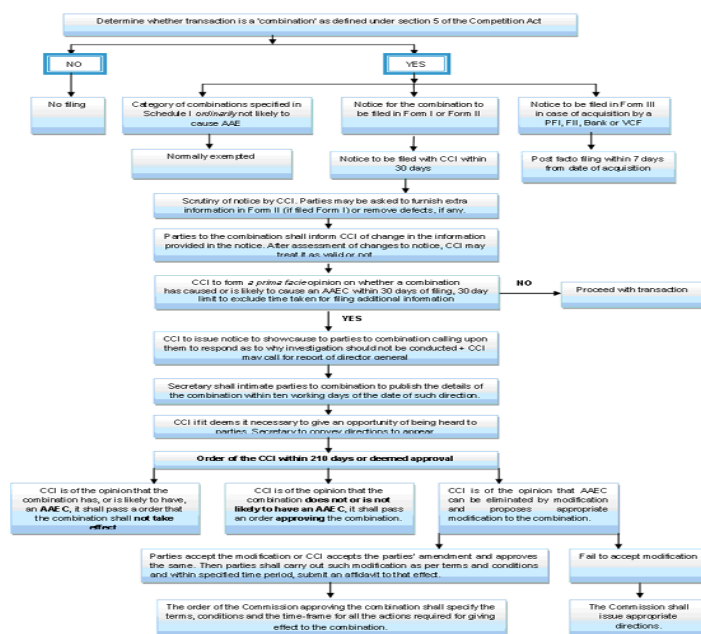 Determine whether transaction is a 'combination' as defined under section 5 of the Competition Act
NO
YES
No filing
Category of combinations specified in
Schedule I ordinarily not likely to
cause AAE
Notice for the combination to
be filed in Form I or Form II
Notice to be filed in Form III
in case of acquisition by a
PFI, FII, Bank or VCF
Normally exempted
Notice to be filed with CCI within
30 days
Post facto filing within 7 days
from date of acquisition
Scrutiny of notice by CCI. Parties may be asked to furnish extra
information in Form II (if filed Form I) or remove defects, if any.
Parties to the combination shall inform CCI of change in the information
provided in the notice. After assessment of changes to notice, CCI may
treat it as valid or not
CCI to form a prima facie opinion on whether a combination
has caused or is likely to cause an AAEC within 30 days of filing, 30 day
limit to exclude time taken for filing additional information
NO
Proceed with transaction
YES
CCI to issue notice to showcause to parties to combination calling upon
them to respond as to why investigation should not be conducted + CCI
may call for report of director general
Secretary shall intimate parties to combination to publish the details of
the combination within ten working days of the date of such direction.
CCI if it deems it necessary to give an opportunity of being heard to
parties. Secretary to convey directions to appear
Order of the CCI within 210 days or deemed approval
CCI is of the opinion that the
combination has, or is likely to have,
an AAEC, it shall pass a order that
the combination shall not take
effect
CCI is of the opinion that the
combination does not or is not
likely to have an AAEC, it shall pass
an order approving the combination.
CCI is of the opinion that AAEC
can be eliminated by modification
and proposes appropriate
modification to the combination.
Parties accept the modification or CCI accepts the parties' amendment and approves
the same. Then parties shall carry out such modification as per terms and conditions
and within specified time period, submit an affidavit to that effect.
Fail to accept modification
The order of the Commission approving the combination shall specify the
terms, conditions and the time-frame for all the actions required for giving
effect to the combination.
The Commission shall
issue appropriate
directions.